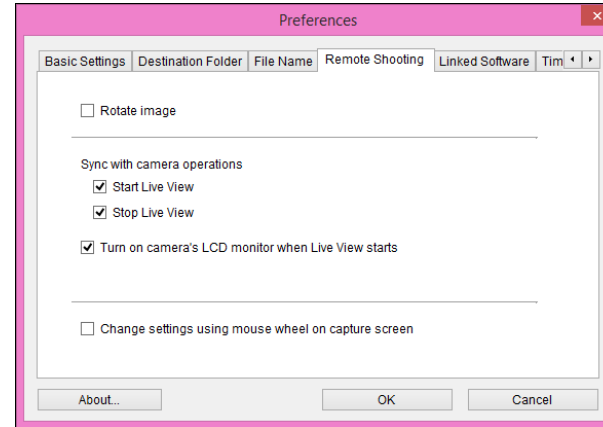 Preferences
Basic Settings Destination Folder File Name Remote Shooting Linked Software Tim
Rotate image
Sync with camera operations
Start Live View
Stop Live View
Turn on camera's LCD monitor when Live View starts
Change settings using mouse wheel on capture screen
About... OK Cancel